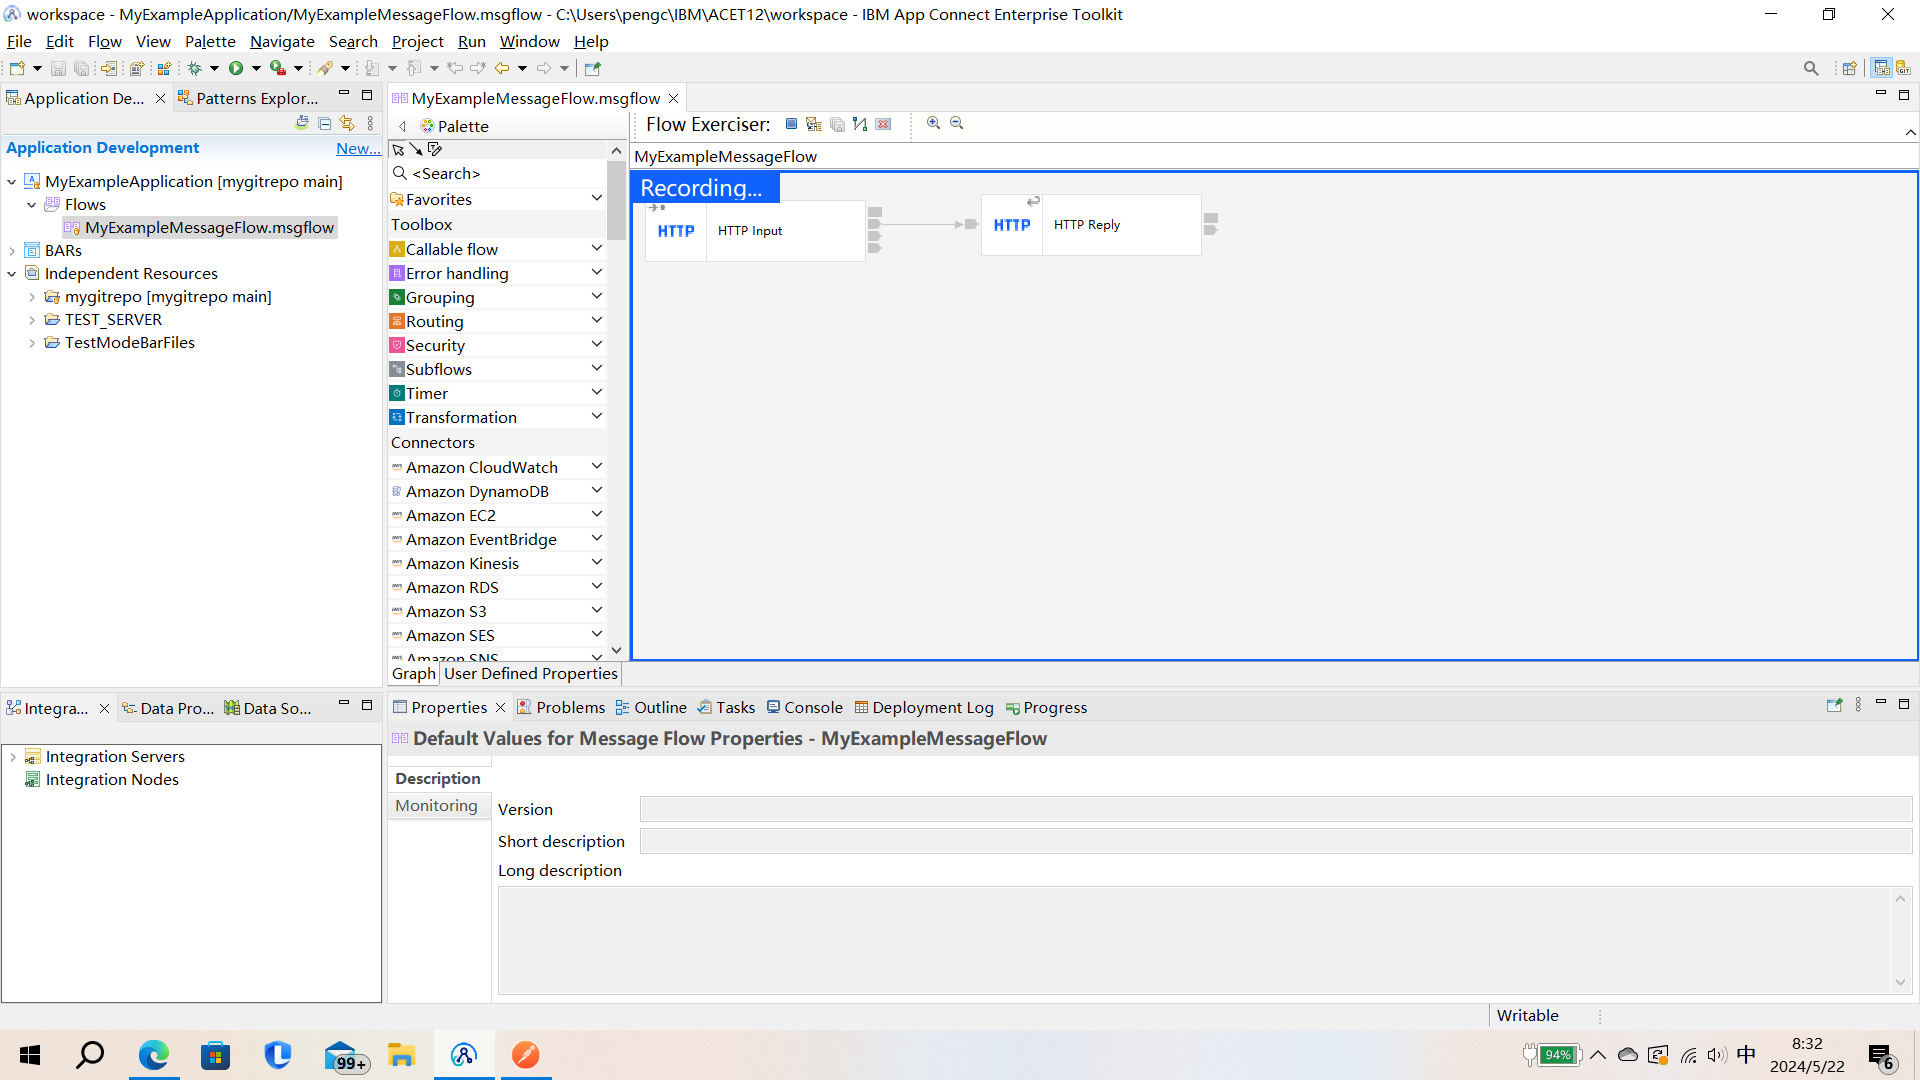 workspace - MyExampleApplication/MyExampleMessageFlow.msgflow - C:\Users\pengc\IBM\ACET12\workspace - IBM App Connect Enterprise Toolkit
File Edit Flow View Palette Navigate Search Project Run Window Help
Application De...
Patterns Explor...
Application Development
New...
MyExampleApplication [mygitrepo main]
Flows
MyExampleMessageFlow.msgflow
BARs
Independent Resources
mygitrepo [mygitrepo main]
TEST_SERVER
TestModeBarFiles
MyExampleMessageFlow.msgflow
Palette
<Search>
Favorites
Toolbox
Callable flow
Error handling
Grouping
Routing
Security
Subflows
Timer
Transformation
Connectors
Amazon CloudWatch
Amazon DynamoDB
Amazon EC2
Amazon EventBridge
Amazon Kinesis
Amazon RDS
Amazon S3
Amazon SES
Amazon SNS
Flow Exerciser:
MyExampleMessageFlow
Recording...
HTTP
HTTP Input
HTTP
HTTP Reply
Graph
User Defined Properties
Integra...
Data Pro...
Data So...
Integration Servers
Integration Nodes
Properties
Problems
Outline
Tasks
Console
Deployment Log
Progress
Default Values for Message Flow Properties - MyExampleMessageFlow
Description
Monitoring
Version
Short description
Long description
Writable
99+
94%
中
8:32
2024/5/22
6